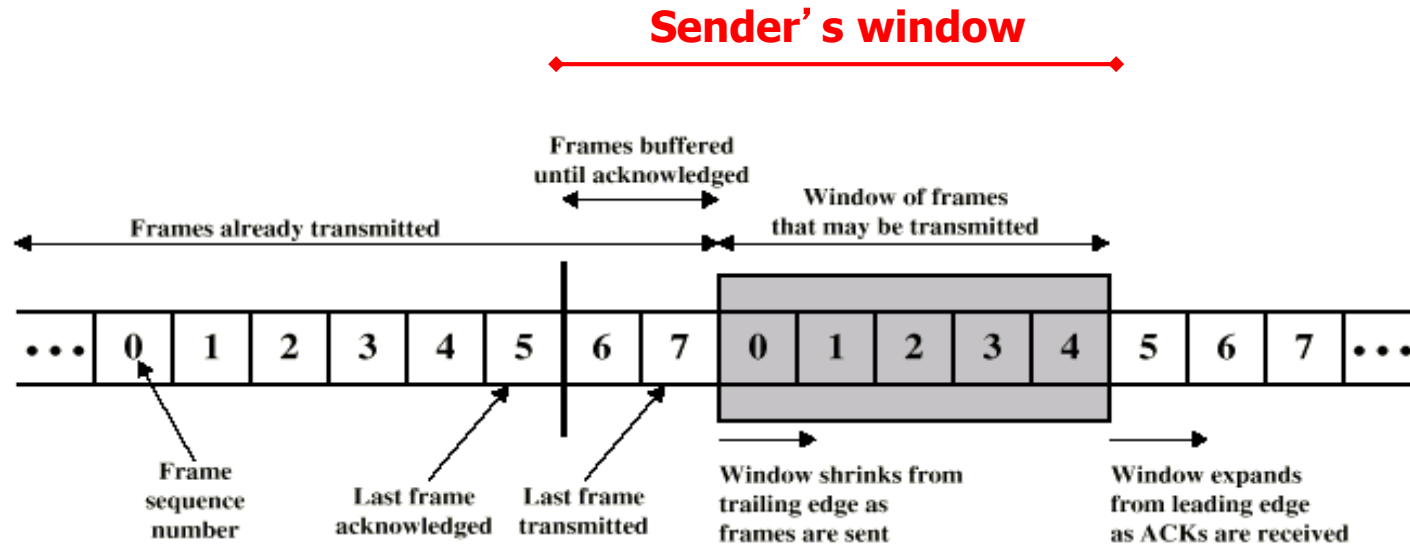 Sender’s window
Frames buffered
until acknowledged
Window of frames
that may be transmitted
Frames already transmitted
••• 0 1 2 3 4 5 6 7 0 1 2 3 4 5 6 7 •••
Frame
sequence
number
Last frame
acknowledged
Last frame
transmitted
Window shrinks from
trailing edge as
frames are sent
Window expands
from leading edge
as ACKs are received